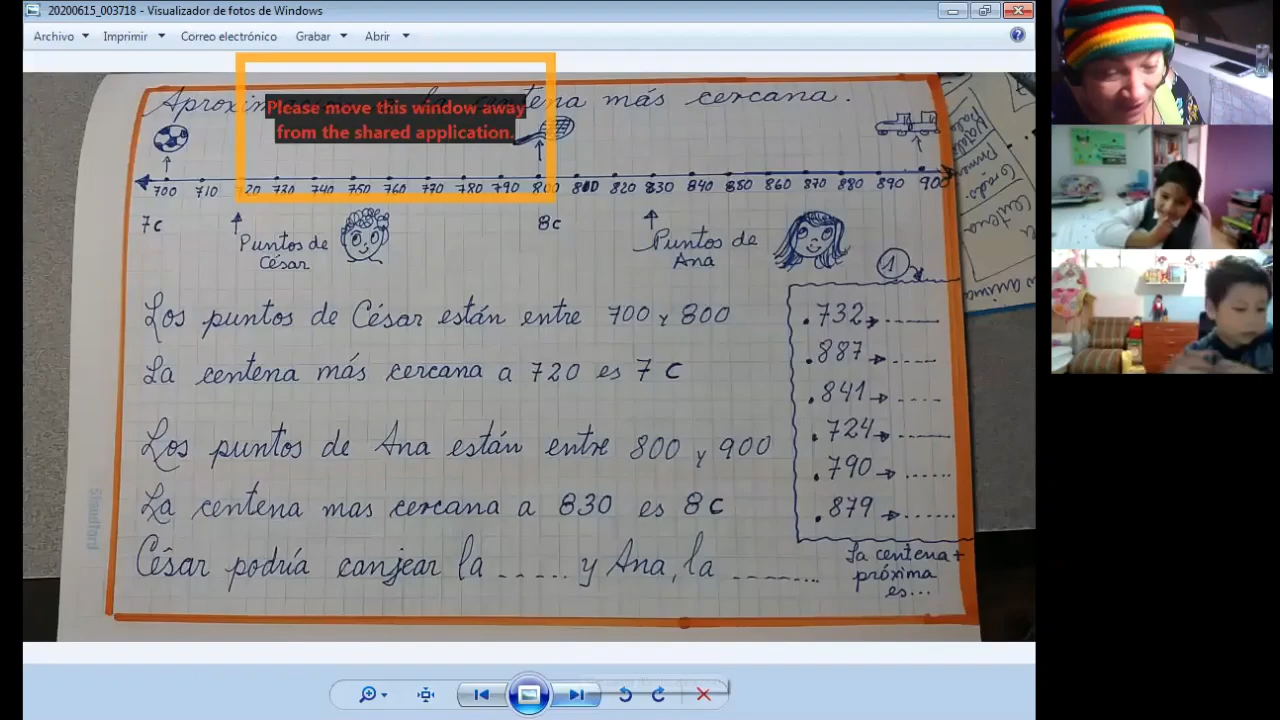 20200615_003718 - Visualizador de fotos de Windows
Archivo Imprimir Correo electrónico Grabar Abrir
Please move this window away
from the shared application.
centena más cercana.
700 710 720 730 740 750 760 770 780 790 800 810 820 830 840 850 860 870 880 890 900
7c 8c
Puntos de
César
Puntos de
Ana
Los puntos de César están entre 700 y 800
La centena más cercana a 720 es 7 C
Los puntos de Ana están entre 800 y 900
La centena mas cercana a 830 es 8 C
César podría canjear la ..... y Ana, la .......
1
.732→ ......
.887→ .....
.841→ .....
.724→ ......
.790→ ......
.879→ ......
La centena +
próxima
es...